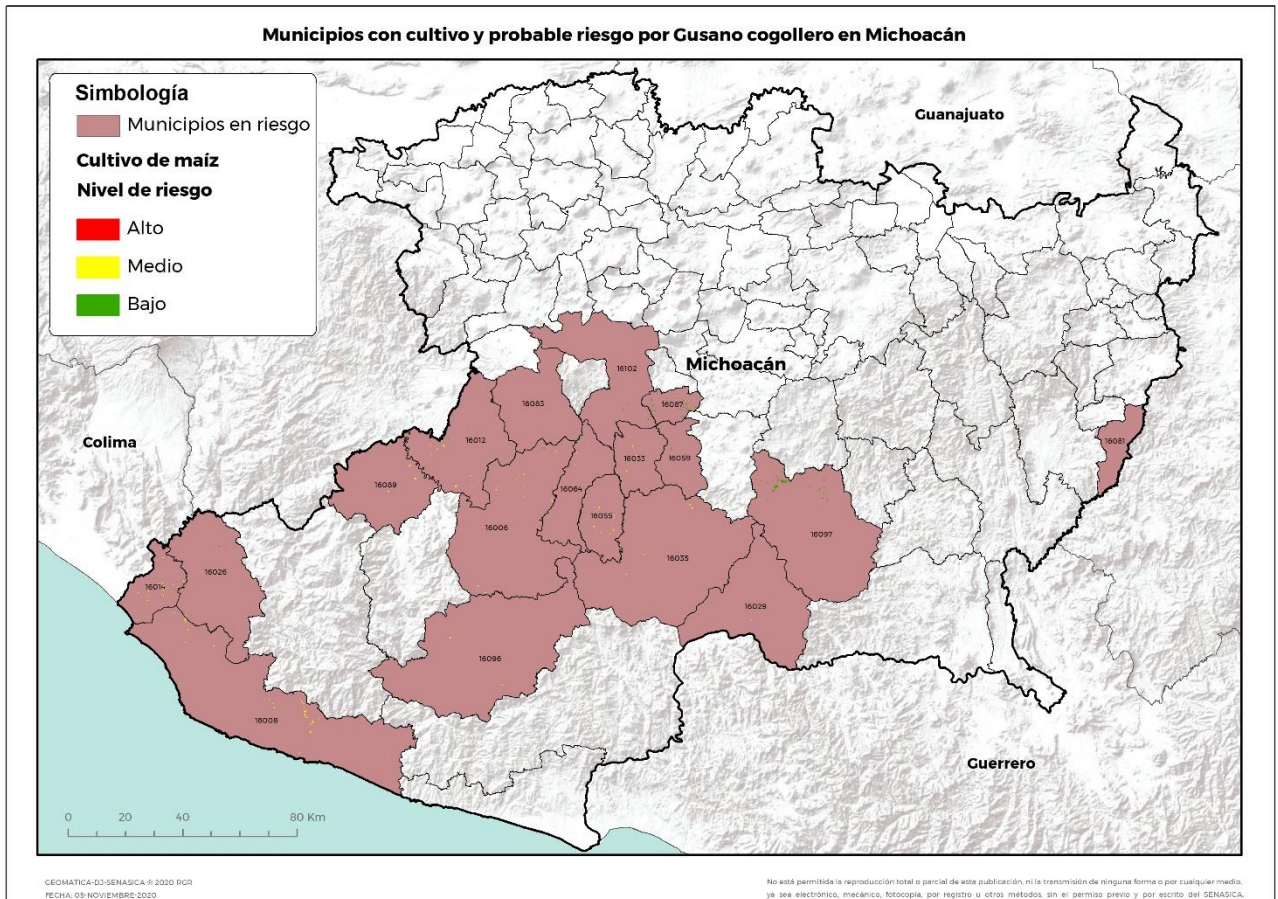 Municipios con cultivo y probable riesgo por Gusano cogollero en Michoacán
Simbología
Municipios en riesgo
Cultivo de maíz
Nivel de riesgo
Alto
Medio
Bajo
Guanajuato
Michoacán
Colima
Guerrero
16102
16083
16087
16012
16033
16059
16081
16089
16064
16006
16055
16097
16035
16026
16014
16029
16096
16008
0 20 40 80 Km
GEOMATICA-DJ-SENASICA © 2020 RGR
FECHA: 05-NOVIEMBRE-2020
No está permitida la reproducción total o parcial de esta publicación, ni la transmisión de ninguna forma o por cualquier medio,
ya sea electrónico, mecánico, fotocopia, por registro u otros métodos, sin el permiso previo y por escrito del SENASICA.